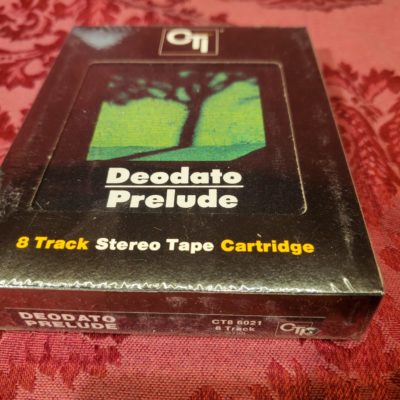 CTI
Deodato
Prelude
8 Track Stereo Tape Cartridge
DEODATO
PRELUDE
CT8 6021
8 Track
CTI